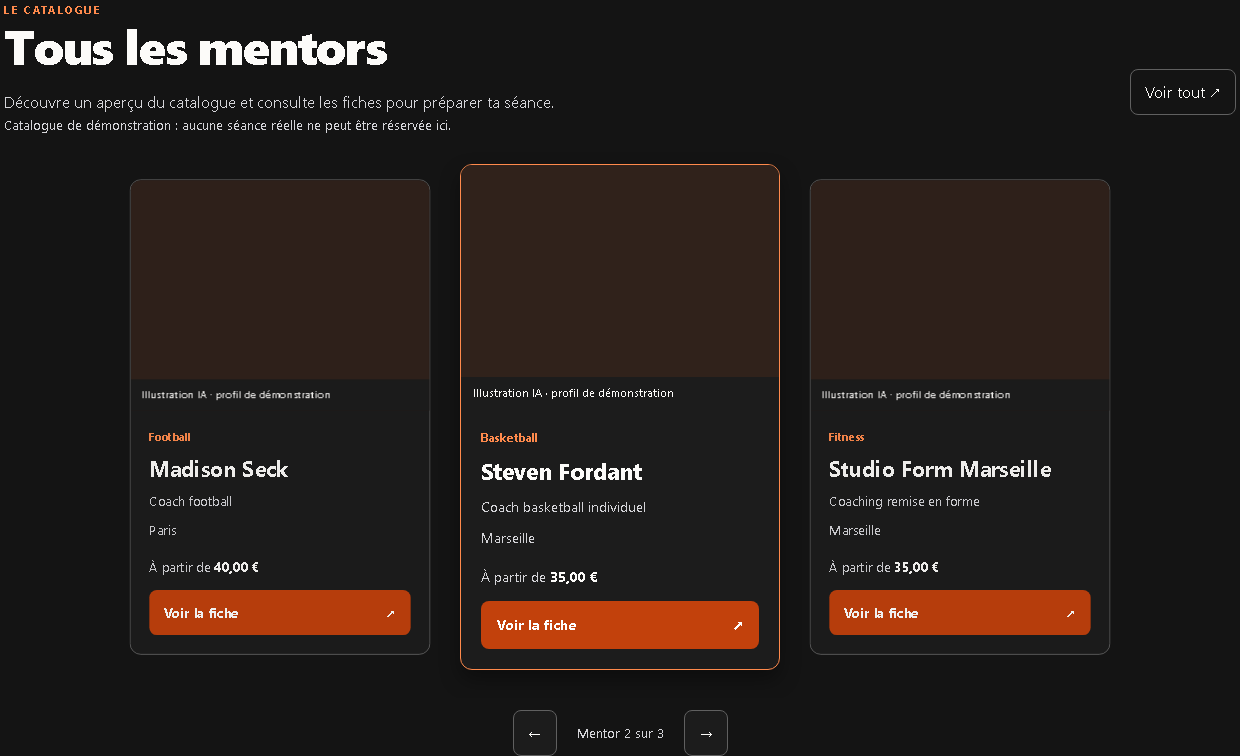 LE CATALOGUE
Tous les mentors
Découvre un aperçu du catalogue et consulte les fiches pour préparer ta séance.
Catalogue de démonstration : aucune séance réelle ne peut être réservée ici.
Voir tout ↗
Illustration IA · profil de démonstration
Football
Madison Seck
Coach football
Paris
À partir de 40,00 €
Voir la fiche ↗
Illustration IA · profil de démonstration
Basketball
Steven Fordant
Coach basketball individuel
Marseille
À partir de 35,00 €
Voir la fiche ↗
Illustration IA · profil de démonstration
Fitness
Studio Form Marseille
Coaching remise en forme
Marseille
À partir de 35,00 €
Voir la fiche ↗
← Mentor 2 sur 3 →